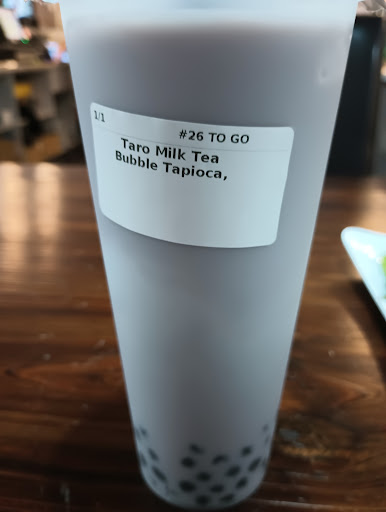 1/1
#26 TO GO
Taro Milk Tea
Bubble Tapioca,